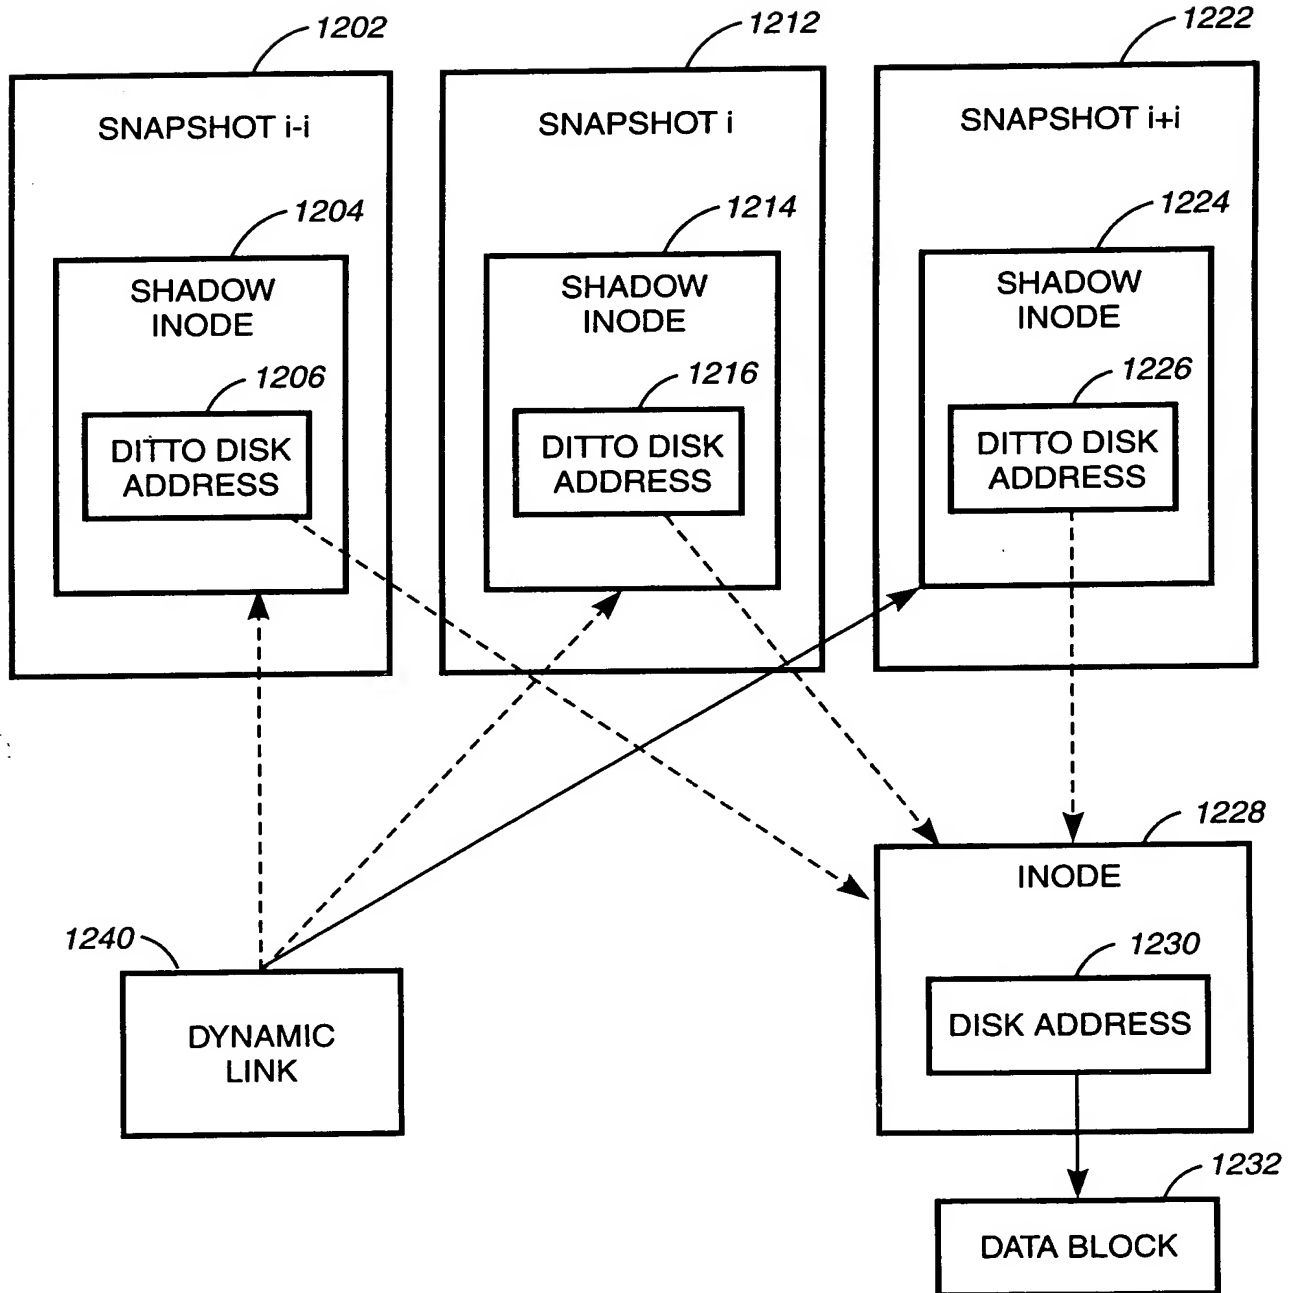 1202
1212
1222
SNAPSHOT i-i
SNAPSHOT i
SNAPSHOT i+i
1204
1214
1224
SHADOW
INODE
SHADOW
INODE
SHADOW
INODE
1206
1216
1226
DITTO DISK
ADDRESS
DITTO DISK
ADDRESS
DITTO DISK
ADDRESS
1228
INODE
1240
1230
DYNAMIC
LINK
DISK ADDRESS
1232
DATA BLOCK